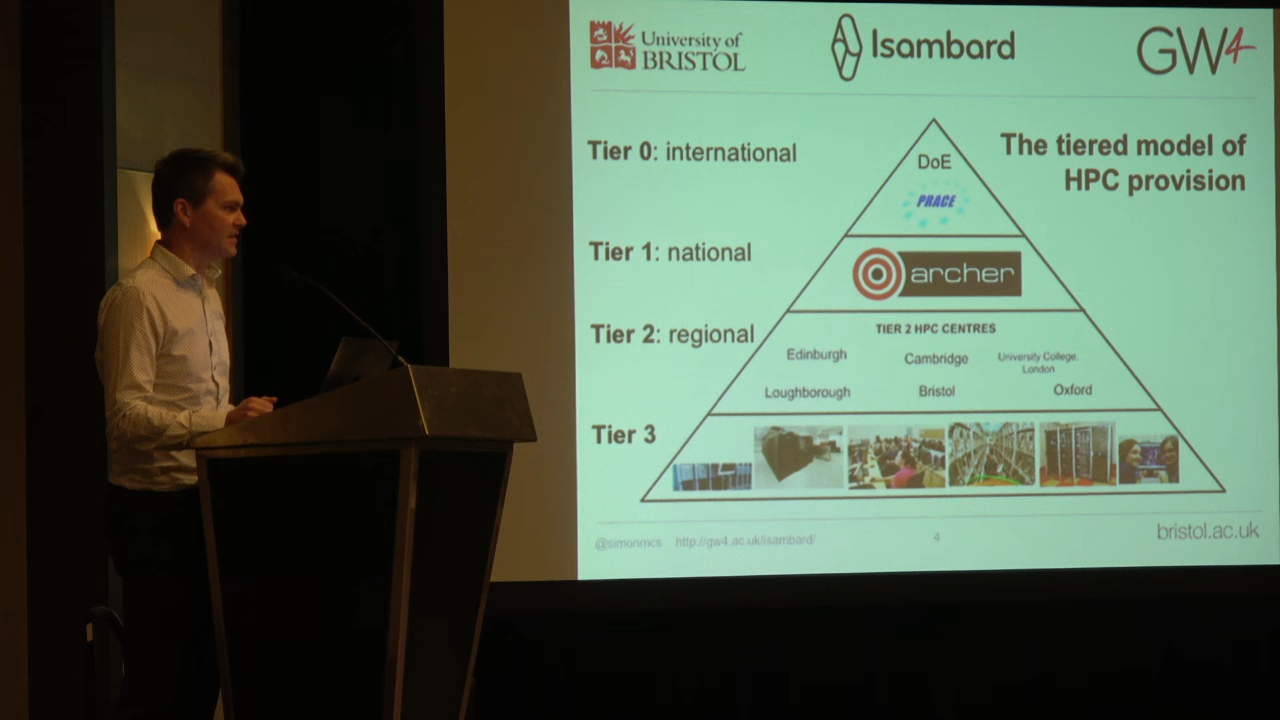 University of
BRISTOL
Isambard
GW4
The tiered model of
HPC provision
Tier 0: international
DoE
PRACE
Tier 1: national
archer
Tier 2: regional
TIER 2 HPC CENTRES
Edinburgh
Cambridge
University College,
London
Loughborough
Bristol
Oxford
Tier 3
@simonmcs
http://gw4.ac.uk/isambard/
4
bristol.ac.uk